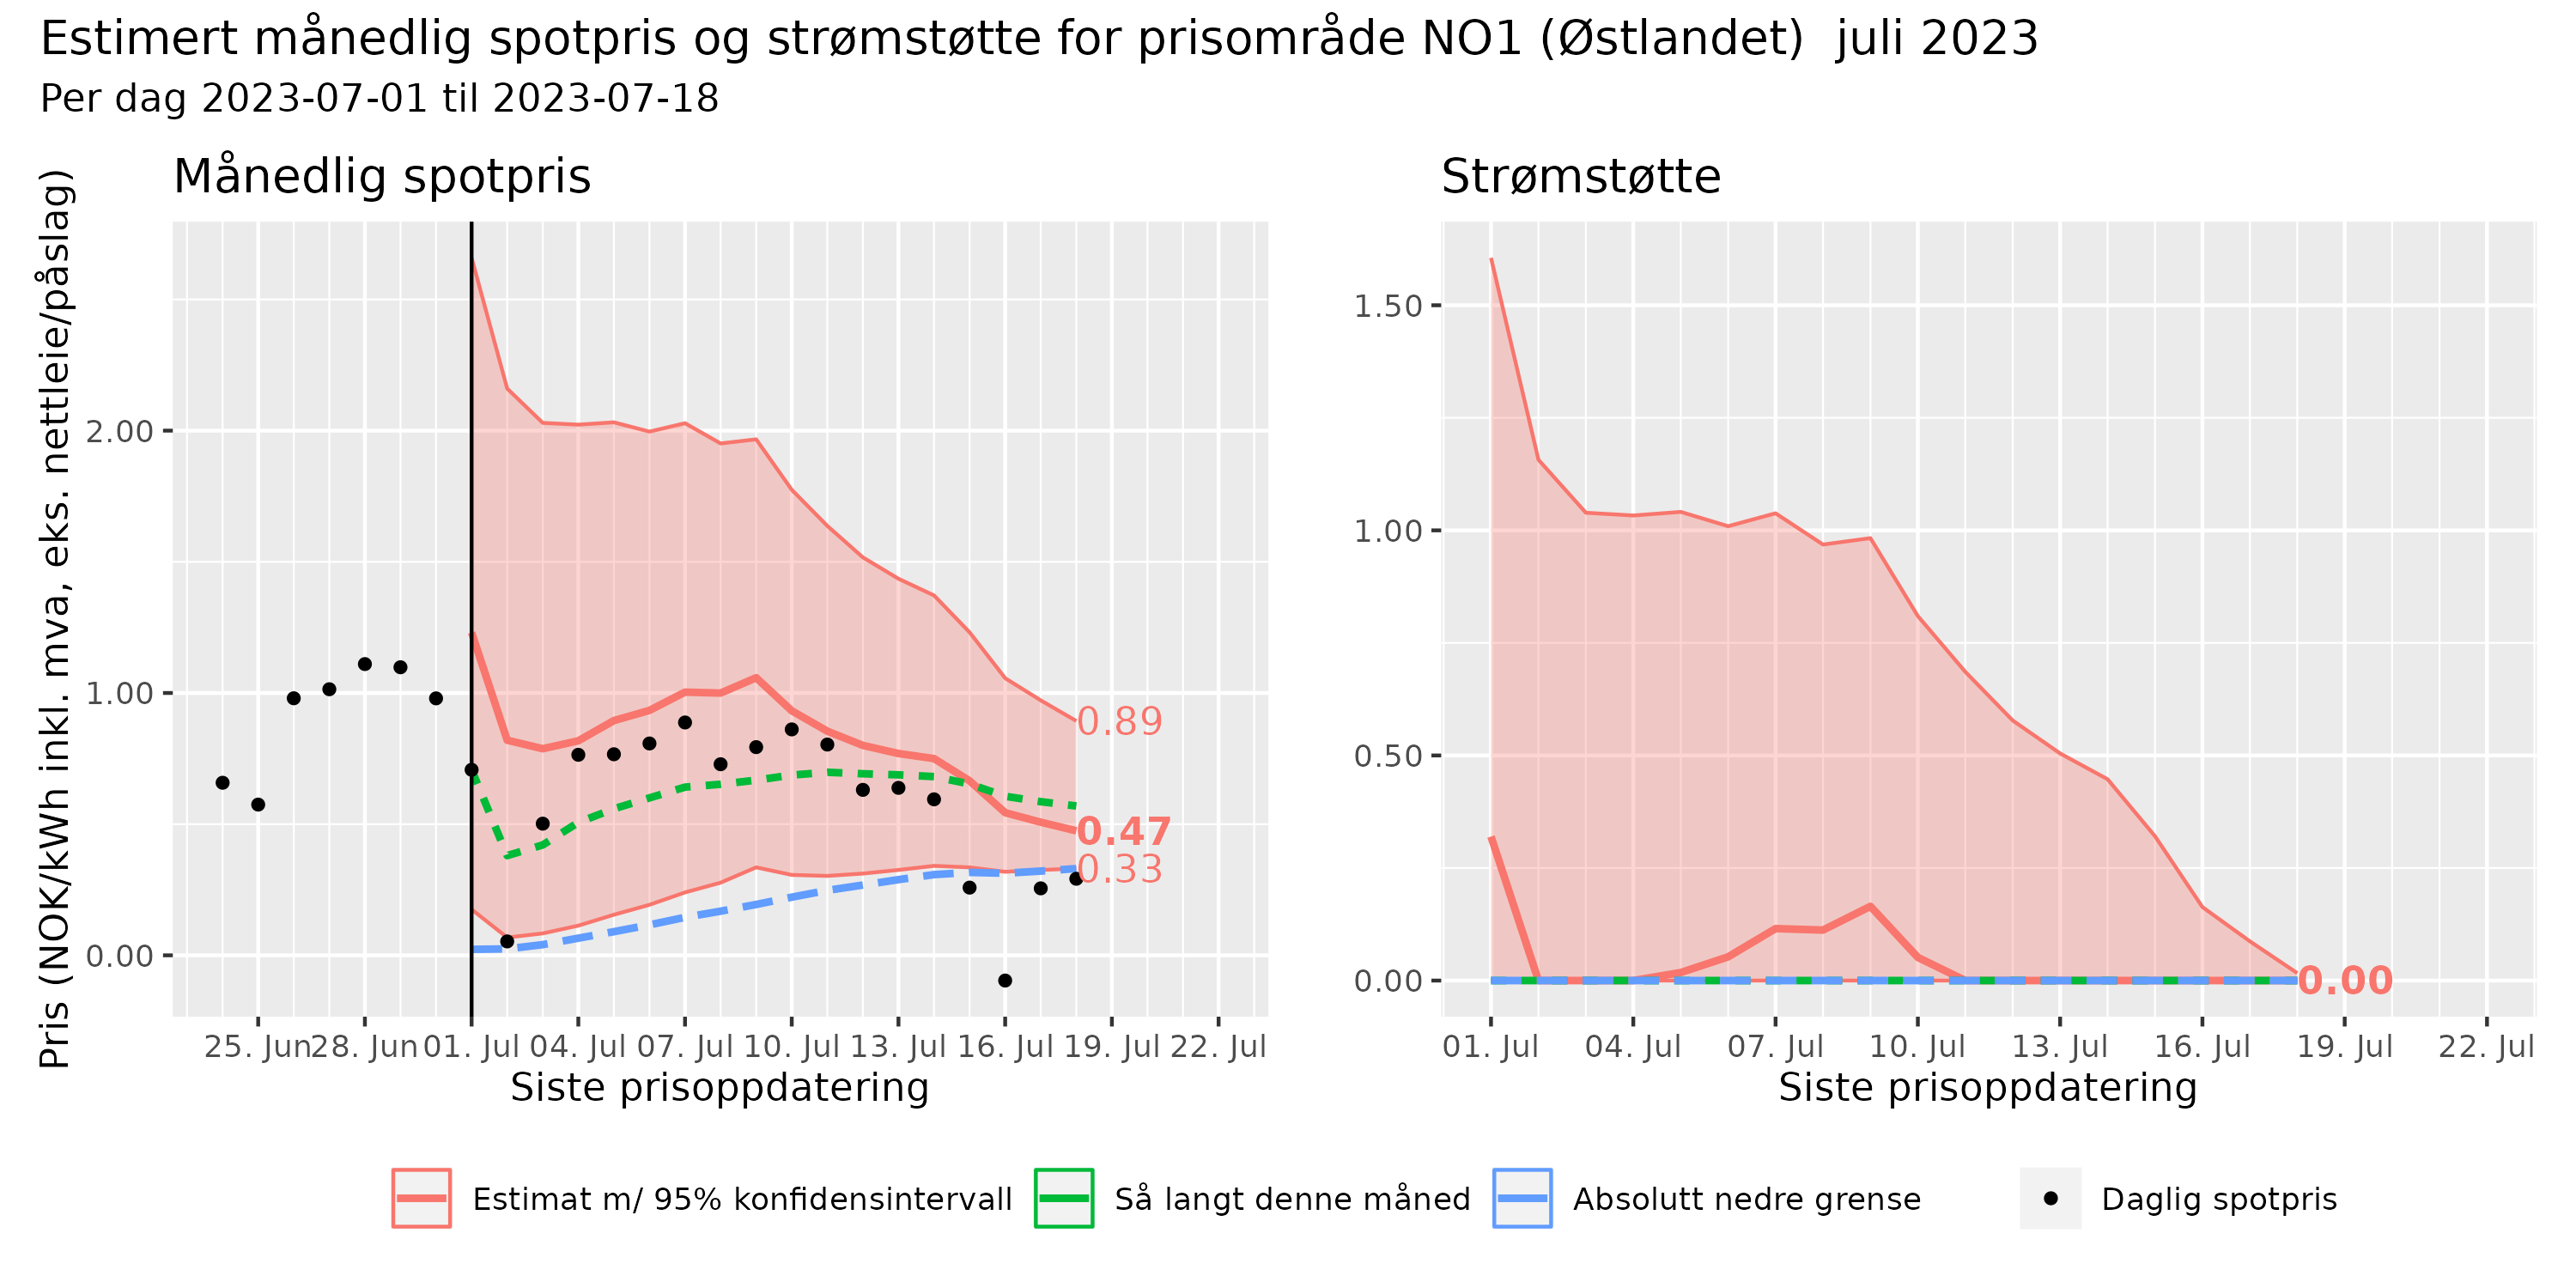 Estimert månedlig spotpris og strømstøtte for prisområde NO1 (Østlandet)  juli 2023
Per dag 2023-07-01 til 2023-07-18
Månedlig spotpris
Pris (NOK/kWh inkl. mva, eks. nettleie/påslag)
2.00
1.00
0.00
0.89
0.47
0.33
25. Jun 28. Jun 01. Jul 04. Jul 07. Jul 10. Jul 13. Jul 16. Jul 19. Jul 22. Jul
Siste prisoppdatering
Strømstøtte
1.50
1.00
0.50
0.00
0.00
01. Jul 04. Jul 07. Jul 10. Jul 13. Jul 16. Jul 19. Jul 22. Jul
Siste prisoppdatering
Estimat m/ 95% konfidensintervall Så langt denne måned Absolutt nedre grense Daglig spotpris